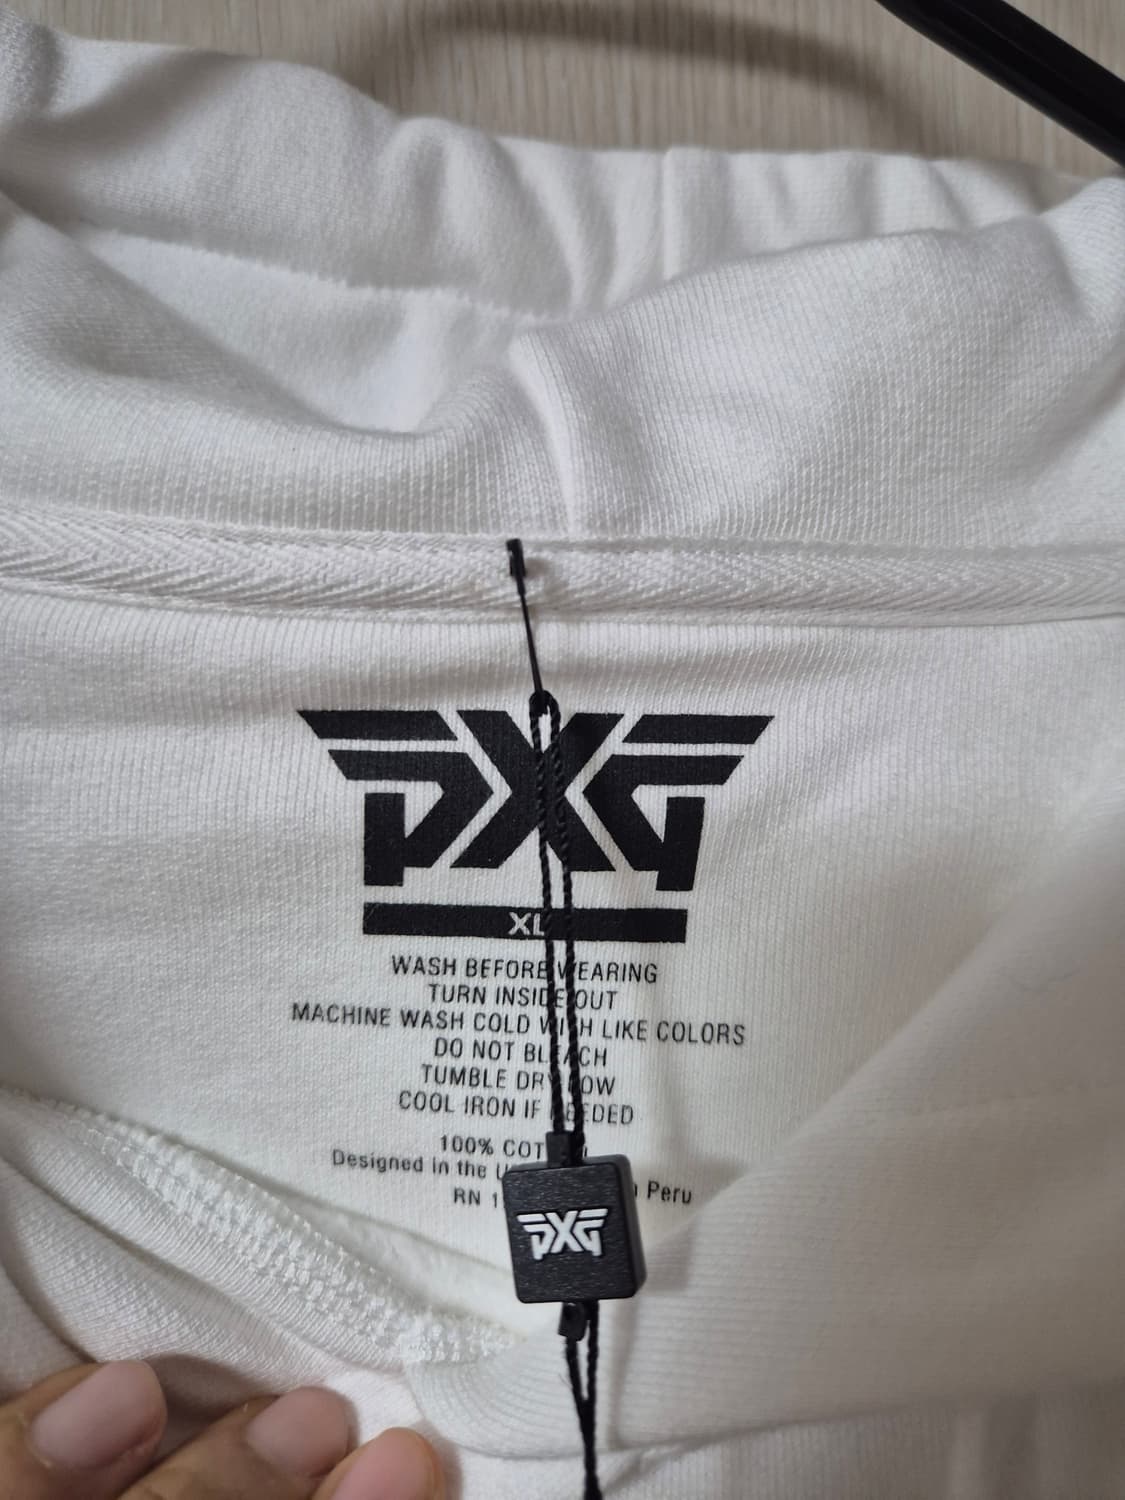 PXG
XL
WASH BEFORE WEARING
TURN INSIDE OUT
MACHINE WASH COLD WITH LIKE COLORS
DO NOT BLEACH
TUMBLE DRY LOW
COOL IRON IF NEEDED
100% COTTON
Designed in the Peru
RN
PXG